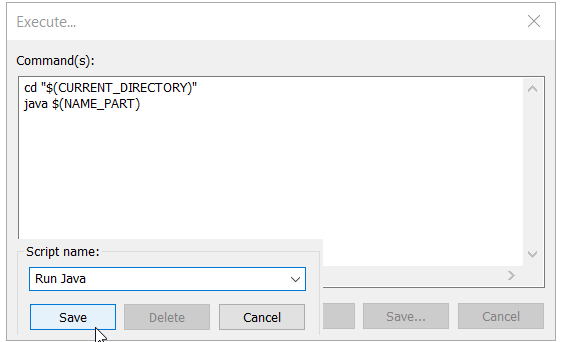 Execute...
Command(s):
cd "$(CURRENT_DIRECTORY)"
java $(NAME_PART)
Script name:
Run Java
Save Delete Cancel
Save... Cancel